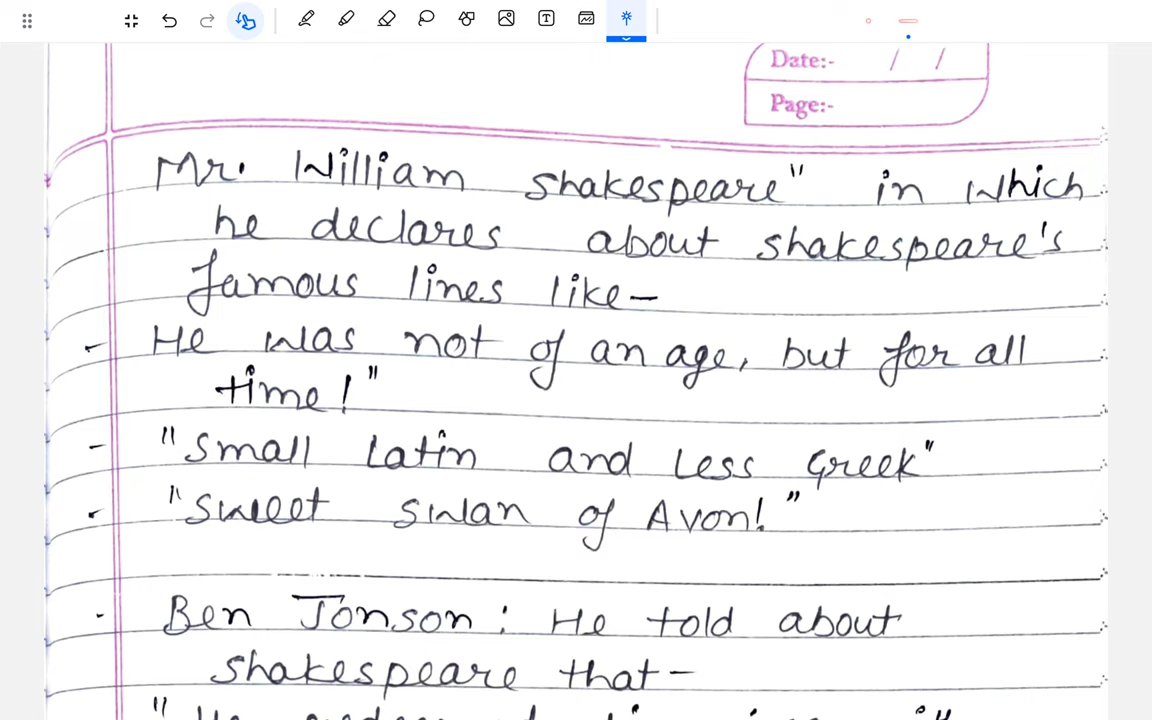 Date:- / /
Page:-
Mr. William Shakespeare" in which
he declares about Shakespeare's
famous lines like-
- He was not of an age, but for all
time!"
- "Small Latin and Less Greek"
- "Sweet Swan of Avon!"
- Ben Jonson: He told about
Shakespeare that-